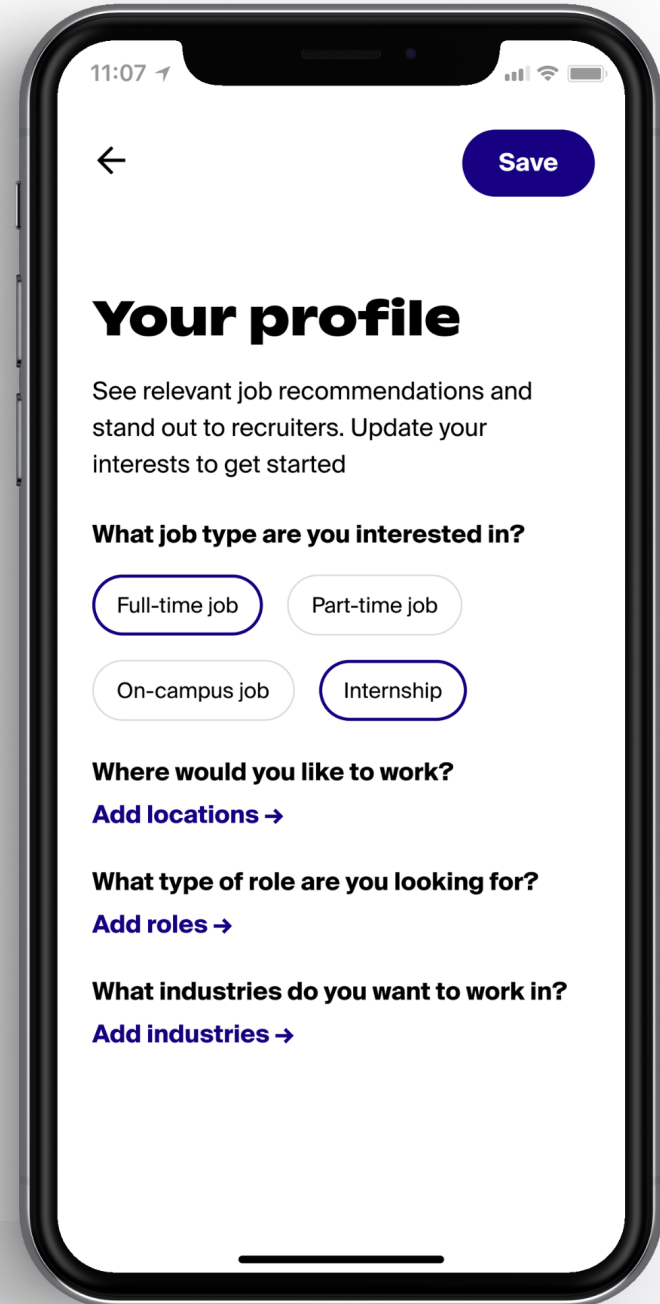 11:07
Save
Your profile
See relevant job recommendations and
stand out to recruiters. Update your
interests to get started
What job type are you interested in?
Full-time job
Part-time job
On-campus job
Internship
Where would you like to work?
Add locations →
What type of role are you looking for?
Add roles →
What industries do you want to work in?
Add industries →